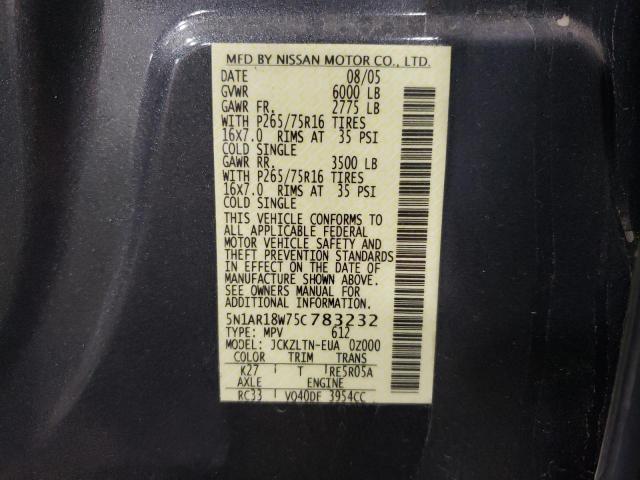 MFD BY NISSAN MOTOR CO., LTD.
DATE 08/05
GVWR 6000 LB
GAWR FR. 2775 LB
WITH P265/75R16 TIRES
16X7.0 RIMS AT 35 PSI
COLD SINGLE
GAWR RR. 3500 LB
WITH P265/75R16 TIRES
16X7.0 RIMS AT 35 PSI
COLD SINGLE
THIS VEHICLE CONFORMS TO
ALL APPLICABLE FEDERAL
MOTOR VEHICLE SAFETY AND
THEFT PREVENTION STANDARDS
IN EFFECT ON THE DATE OF
MANUFACTURE SHOWN ABOVE.
SEE OWNERS MANUAL FOR
ADDITIONAL INFORMATION.
5N1AR18W75C783232
TYPE: MPV 612
MODEL: JCKZLTN-EUA 0Z000
COLOR TRIM TRANS
K27 T RE5R05A
AXLE ENGINE
RC33 VQ40DF 3954CC